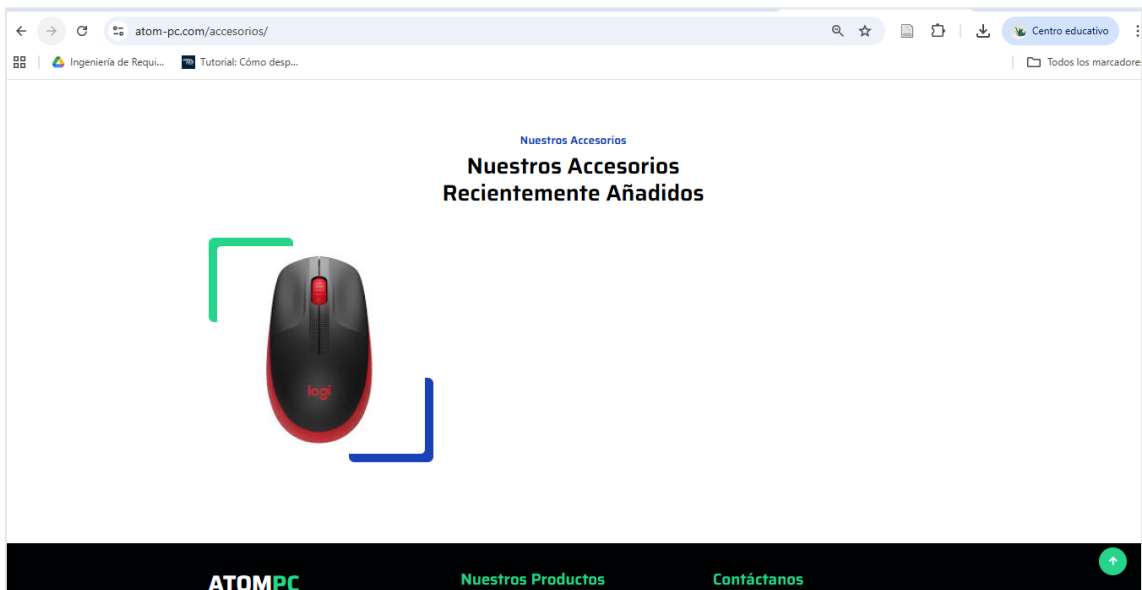 atom-pc.com/accesorios/
Centro educativo
Ingeniería de Requi...
Tutorial: Cómo desp...
Todos los marcadore
Nuestros Accesorios
Nuestros Accesorios
Recientemente Añadidos
logi
ATOMPC
Nuestros Productos
Contáctanos